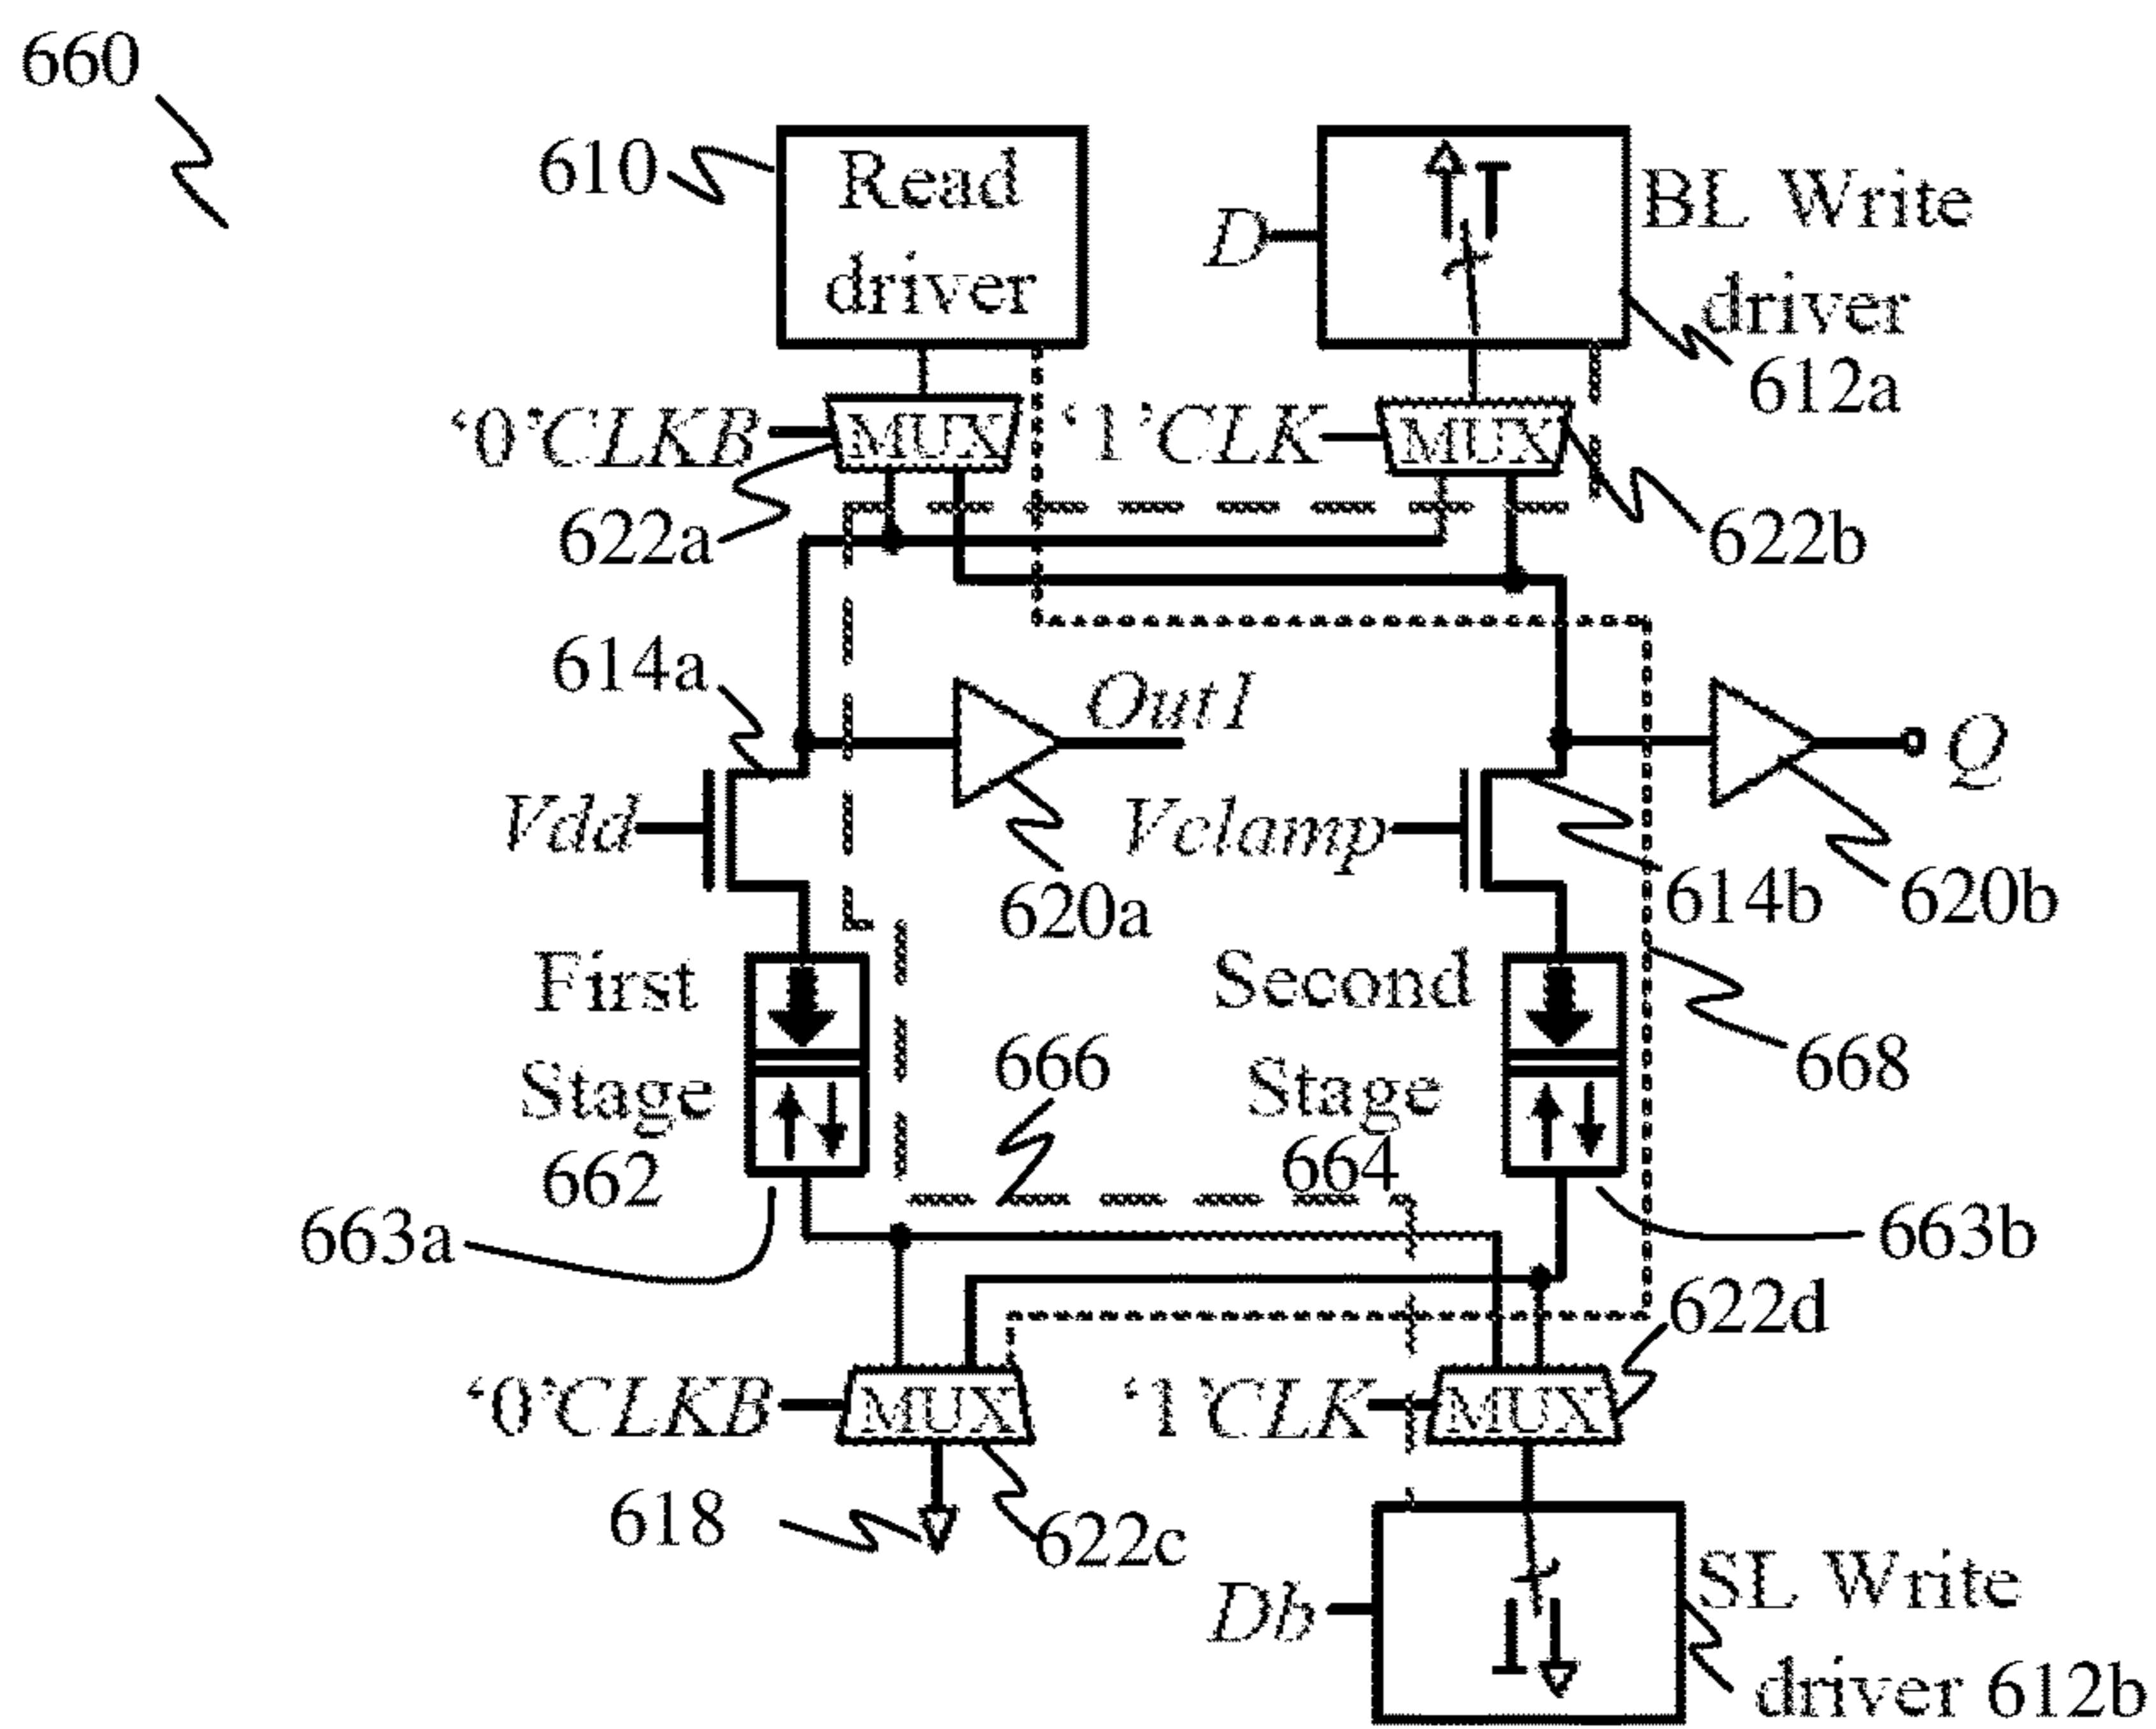 660
610
Read
driver
D
BL Write
driver
612a
‘0’CLKB
MUX
‘1’CLK
MUX
622a
622b
614a
Out1
Q
Vdd
Vclamp
620a
614b
620b
First
Stage
662
Second
Stage
664
666
668
663a
663b
622d
‘0’CLKB
MUX
‘1’CLK
MUX
618
622c
Db
SL Write
driver 612b